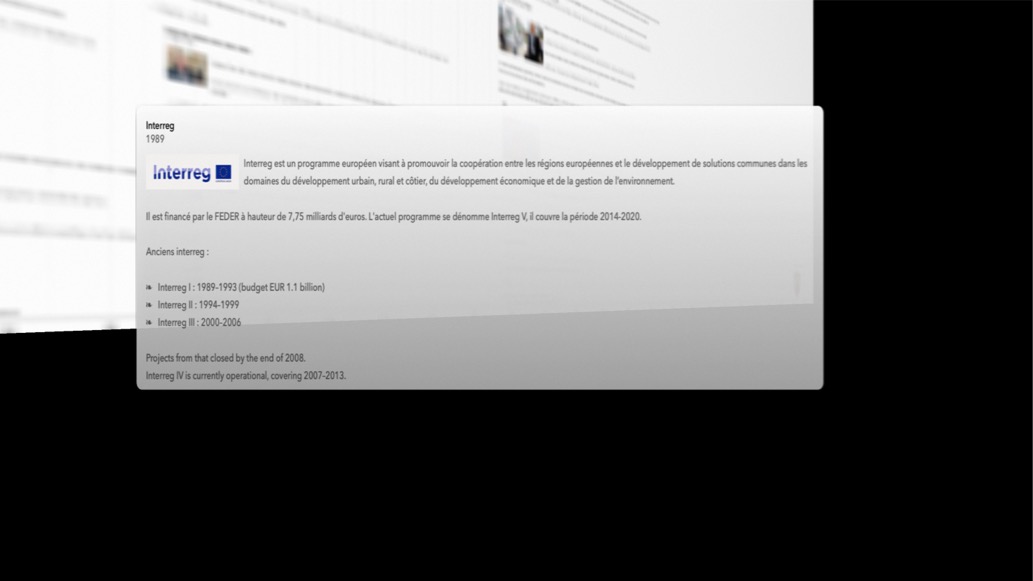 Interreg
1989
Interreg
Interreg est un programme européen visant à promouvoir la coopération entre les régions européennes et le développement de solutions communes dans les
domaines du développement urbain, rural et côtier, du développement économique et de la gestion de l'environnement.
Il est financé par le FEDER à hauteur de 7,75 milliards d'euros. L'actuel programme se dénomme Interreg V, il couvre la période 2014-2020.
Anciens interreg :
Interreg I : 1989-1993 (budget EUR 1.1 billion)
Interreg II : 1994-1999
Interreg III : 2000-2006
Projects from that closed by the end of 2008.
Interreg IV is currently operational, covering 2007-2013.